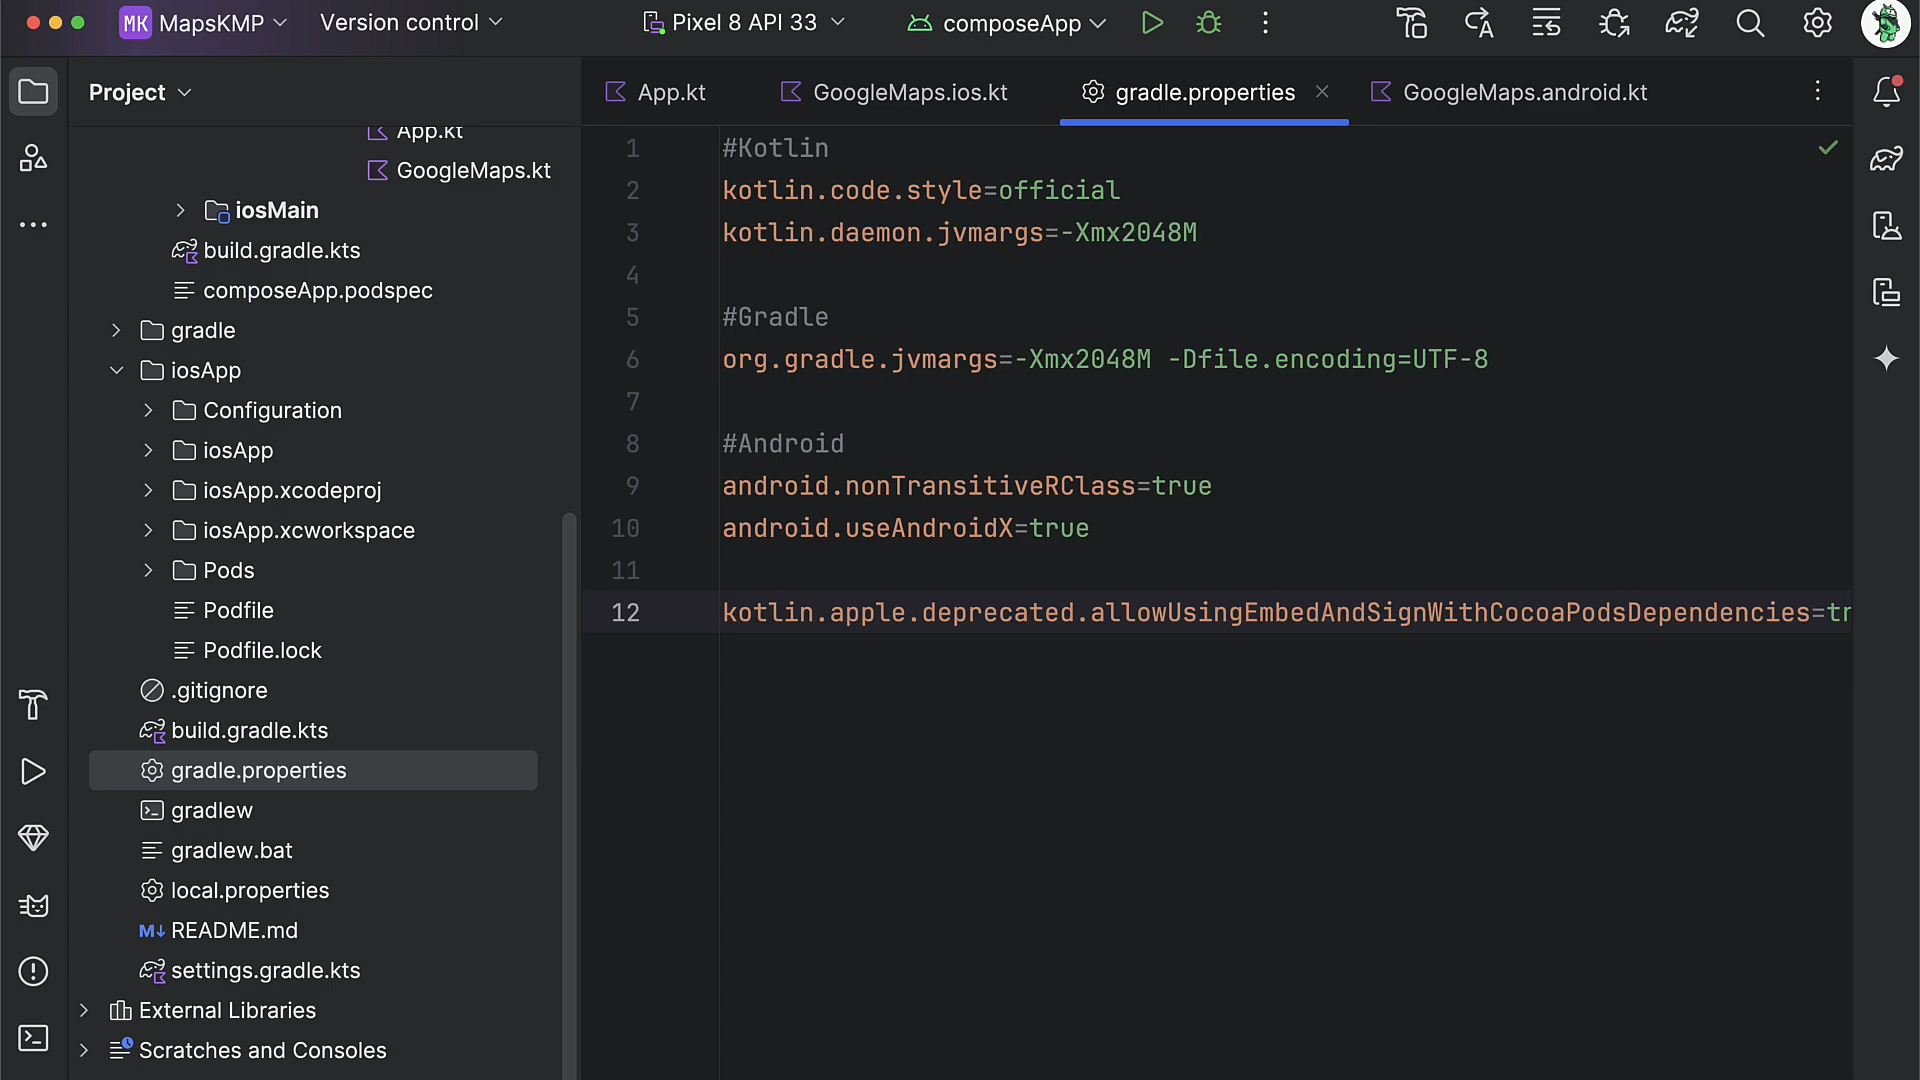 MK MapsKMP Version control Pixel 8 API 33 composeApp
Project
App.kt
GoogleMaps.kt
iosMain
build.gradle.kts
composeApp.podspec
gradle
iosApp
Configuration
iosApp
iosApp.xcodeproj
iosApp.xcworkspace
Pods
Podfile
Podfile.lock
.gitignore
build.gradle.kts
gradle.properties
gradlew
gradlew.bat
local.properties
M↓ README.md
settings.gradle.kts
External Libraries
Scratches and Consoles
App.kt GoogleMaps.ios.kt gradle.properties GoogleMaps.android.kt
1 #Kotlin
2 kotlin.code.style=official
3 kotlin.daemon.jvmargs=-Xmx2048M
4
5 #Gradle
6 org.gradle.jvmargs=-Xmx2048M -Dfile.encoding=UTF-8
7
8 #Android
9 android.nonTransitiveRClass=true
10 android.useAndroidX=true
11
12 kotlin.apple.deprecated.allowUsingEmbedAndSignWithCocoaPodsDependencies=tr